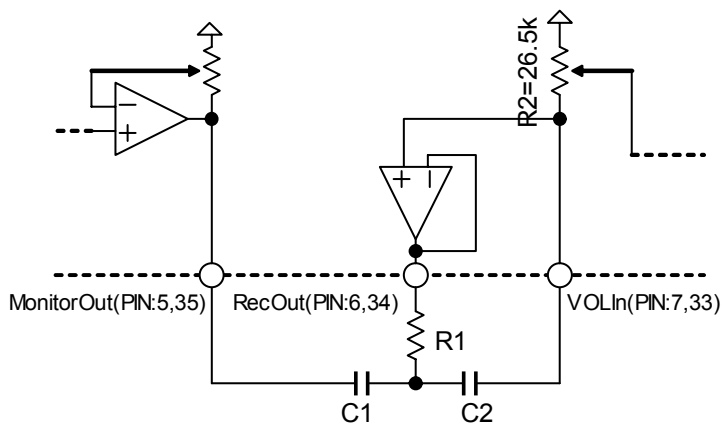 R2=26.5k
−
+
+
−
MonitorOut(PIN:5,35)
RecOut(PIN:6,34)
VOLIn(PIN:7,33)
R1
C1
C2